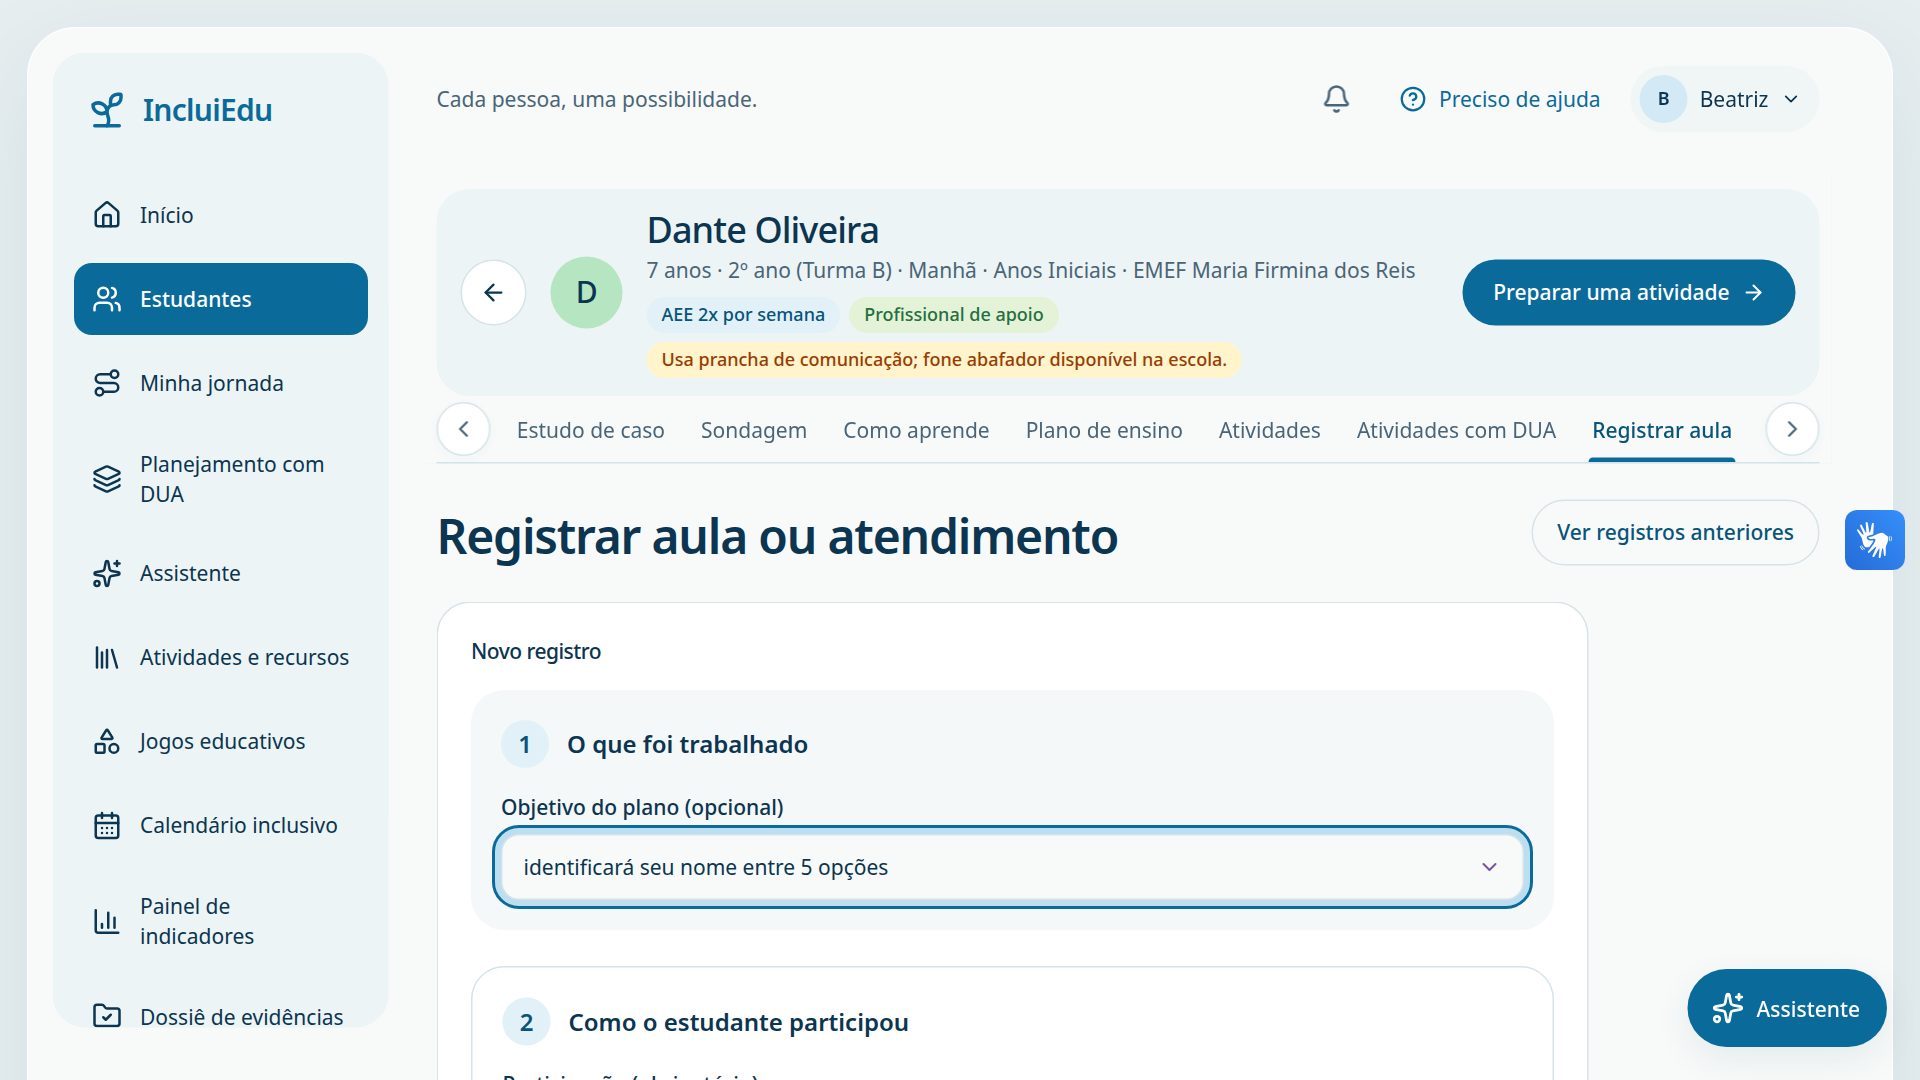 IncluiEdu
Início
Estudantes
Minha jornada
Planejamento com
DUA
Assistente
Atividades e recursos
Jogos educativos
Calendário inclusivo
Painel de
indicadores
Dossiê de evidências
Cada pessoa, uma possibilidade.
Preciso de ajuda
B
Beatriz
D
Dante Oliveira
7 anos · 2º ano (Turma B) · Manhã · Anos Iniciais · EMEF Maria Firmina dos Reis
AEE 2x por semana
Profissional de apoio
Usa prancha de comunicação; fone abafador disponível na escola.
Preparar uma atividade
Estudo de caso
Sondagem
Como aprende
Plano de ensino
Atividades
Atividades com DUA
Registrar aula
Registrar aula ou atendimento
Ver registros anteriores
Novo registro
1
O que foi trabalhado
Objetivo do plano (opcional)
identificará seu nome entre 5 opções
2
Como o estudante participou
Assistente